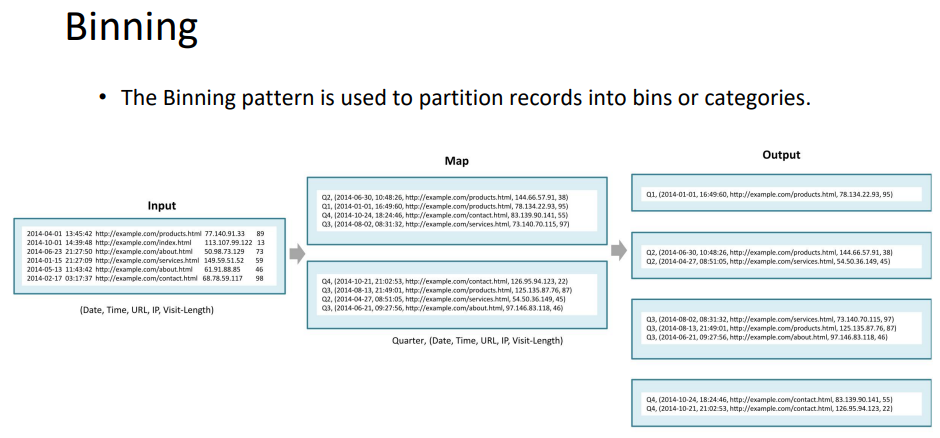 Binning
• The Binning pattern is used to partition records into bins or categories.
Input
2014-04-01 13:45:42 http://example.com/products.html 77.140.91.33 89
2014-10-01 14:39:48 http://example.com/index.html 113.107.99.122 13
2014-06-23 21:27:50 http://example.com/about.html 50.98.73.129 73
2014-01-15 21:27:09 http://example.com/services.html 149.59.51.52 59
2014-05-13 11:43:42 http://example.com/about.html 61.91.88.85 46
2014-02-17 03:17:37 http://example.com/contact.html 68.78.59.117 98
(Date, Time, URL, IP, Visit-Length)
Map
Q2, (2014-06-30, 10:48:26, http://example.com/products.html, 144.66.57.91, 38)
Q1, (2014-01-01, 16:49:60, http://example.com/products.html, 78.134.22.93, 95)
Q4, (2014-10-24, 18:24:46, http://example.com/contact.html, 83.139.90.141, 55)
Q3, (2014-08-02, 08:31:32, http://example.com/services.html, 73.140.70.115, 97)
Q4, (2014-10-21, 21:02:53, http://example.com/contact.html, 126.95.94.123, 22)
Q3, (2014-08-13, 21:49:01, http://example.com/products.html, 125.135.87.76, 87)
Q2, (2014-04-27, 08:51:05, http://example.com/services.html, 54.50.36.149, 45)
Q3, (2014-06-21, 09:27:56, http://example.com/about.html, 97.146.83.118, 46)
Quarter, (Date, Time, URL, IP, Visit-Length)
Output
Q1, (2014-01-01, 16:49:60, http://example.com/products.html, 78.134.22.93, 95)
Q2, (2014-06-30, 10:48:26, http://example.com/products.html, 144.66.57.91, 38)
Q2, (2014-04-27, 08:51:05, http://example.com/services.html, 54.50.36.149, 45)
Q3, (2014-08-02, 08:31:32, http://example.com/services.html, 73.140.70.115, 97)
Q3, (2014-08-13, 21:49:01, http://example.com/products.html, 125.135.87.76, 87)
Q3, (2014-06-21, 09:27:56, http://example.com/about.html, 97.146.83.118, 46)
Q4, (2014-10-24, 18:24:46, http://example.com/contact.html, 83.139.90.141, 55)
Q4, (2014-10-21, 21:02:53, http://example.com/contact.html, 126.95.94.123, 22)